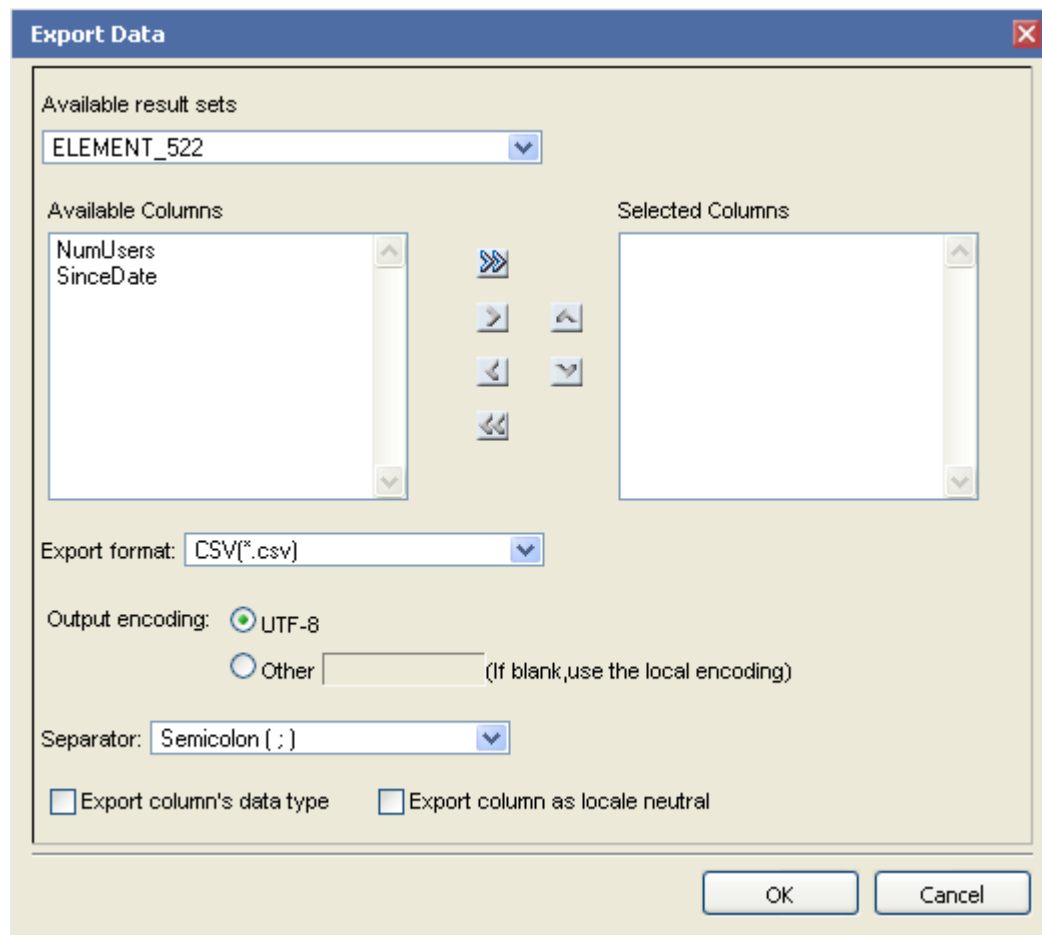 Export Data
Available result sets
ELEMENT_522
Available Columns
Selected Columns
NumUsers
SinceDate
Export format: CSV(*.csv)
Output encoding: UTF-8
Other (If blank,use the local encoding)
Separator: Semicolon ( ; )
Export column's data type Export column as locale neutral
OK Cancel